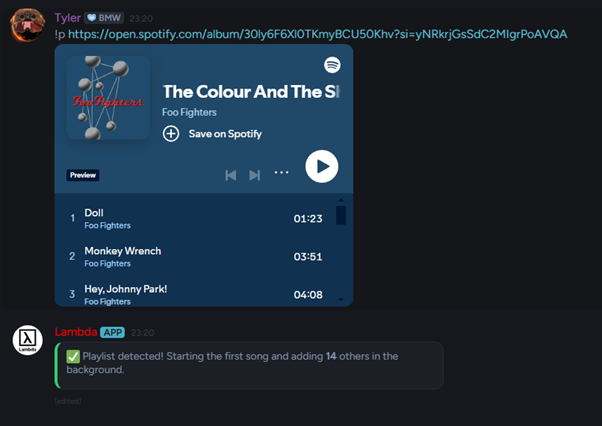 Tyler BMW 23:20
!p https://open.spotify.com/album/30ly6F6Xl0TKmyBCU50Khv?si=yNRkrjGsSdC2MIgrPoAVQA
Foo Fighters
The Colour And The Sh
Foo Fighters
Save on Spotify
Preview
1 Doll 01:23
Foo Fighters
2 Monkey Wrench 03:51
Foo Fighters
3 Hey, Johnny Park! 04:08
Foo Fighters
Lambda APP 23:20
λ
Lambda
Playlist detected! Starting the first song and adding 14 others in the
background.
(edited)